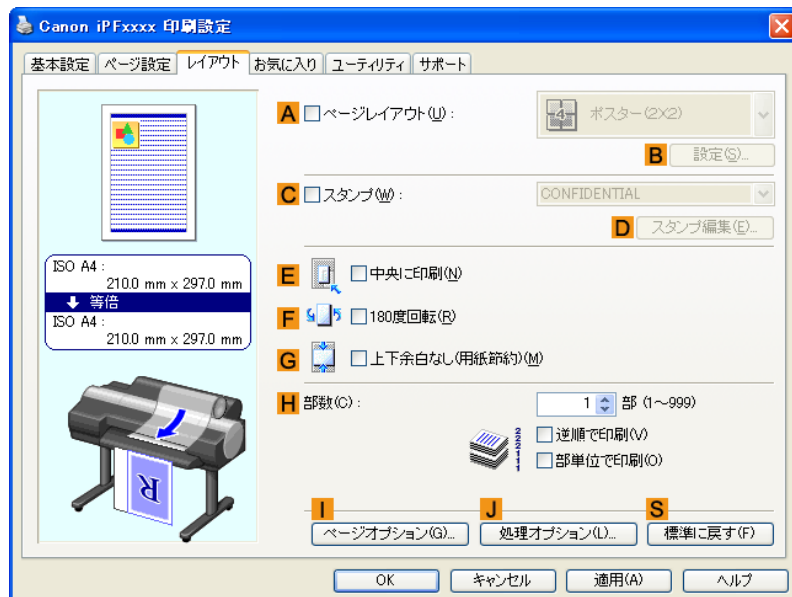 Canon iPFxxxx 印刷設定
基本設定 ページ設定 レイアウト お気に入り ユーティリティ サポート
A ページレイアウト(U) : 4 ポスター(2X2)
B 設定(S)...
C スタンプ(W) : CONFIDENTIAL
D スタンプ編集(E)...
ISO A4 :
210.0 mm x 297.0 mm
等倍
ISO A4 :
210.0 mm x 297.0 mm
E 中央に印刷(N)
F 180度回転(R)
G 上下余白なし(用紙節約)(M)
H 部数(C) : 1 部 (1～999)
222111
逆順で印刷(V)
部単位で印刷(O)
R
I J S
ページオプション(G)... 処理オプション(L)... 標準に戻す(F)
OK キャンセル 適用(A) ヘルプ